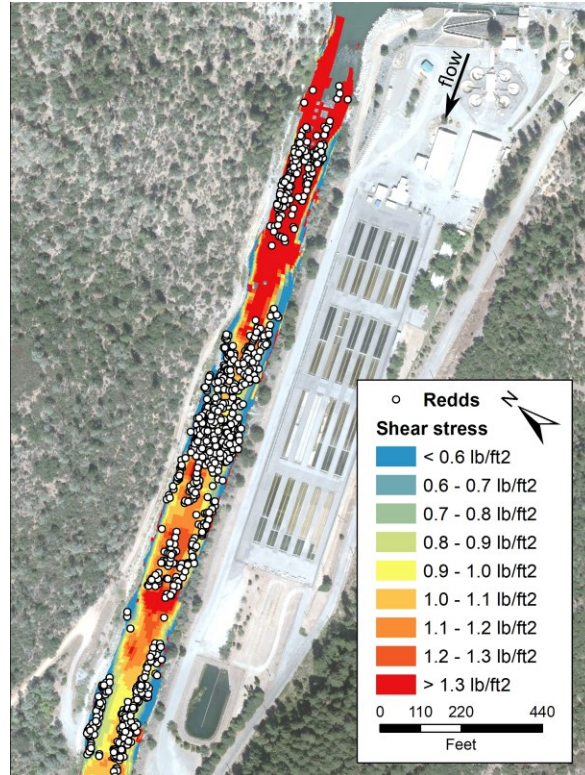 flow
Redds
N
Shear stress
< 0.6 lb/ft2
0.6 - 0.7 lb/ft2
0.7 - 0.8 lb/ft2
0.8 - 0.9 lb/ft2
0.9 - 1.0 lb/ft2
1.0 - 1.1 lb/ft2
1.1 - 1.2 lb/ft2
1.2 - 1.3 lb/ft2
> 1.3 lb/ft2
0 110 220 440
Feet